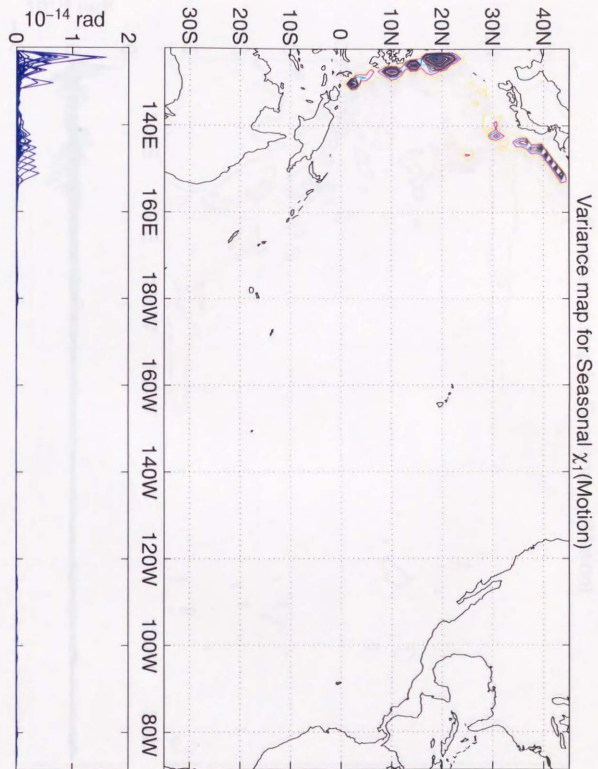 Variance map for Seasonal χ₁(Motion)
40N
30N
20N
10N
0
10S
20S
30S
140E
160E
180W
160W
140W
120W
100W
80W
10⁻¹⁴ rad
2
1
0